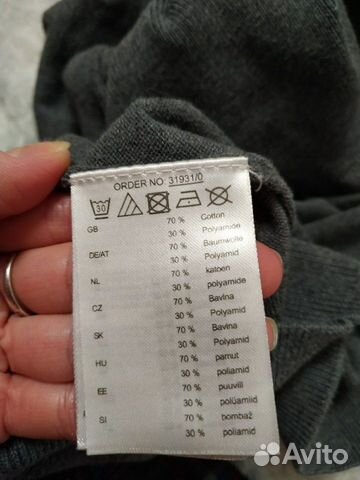 ORDER NO: 31931/0
30
GB 70 % Cotton
30 % Polyamide
DE/AT 70 % Baumwolle
30 % Polyamid
NL 70 % katoen
30 % polyamide
CZ 70 % Bavlna
30 % Polyamid
SK 70 % Bavlna
30 % Polyamid
HU 70 % pamut
30 % poliamid
EE 70 % puuvill
30 % polüamiid
SI 70 % bombaž
30 % poliamid
Avito